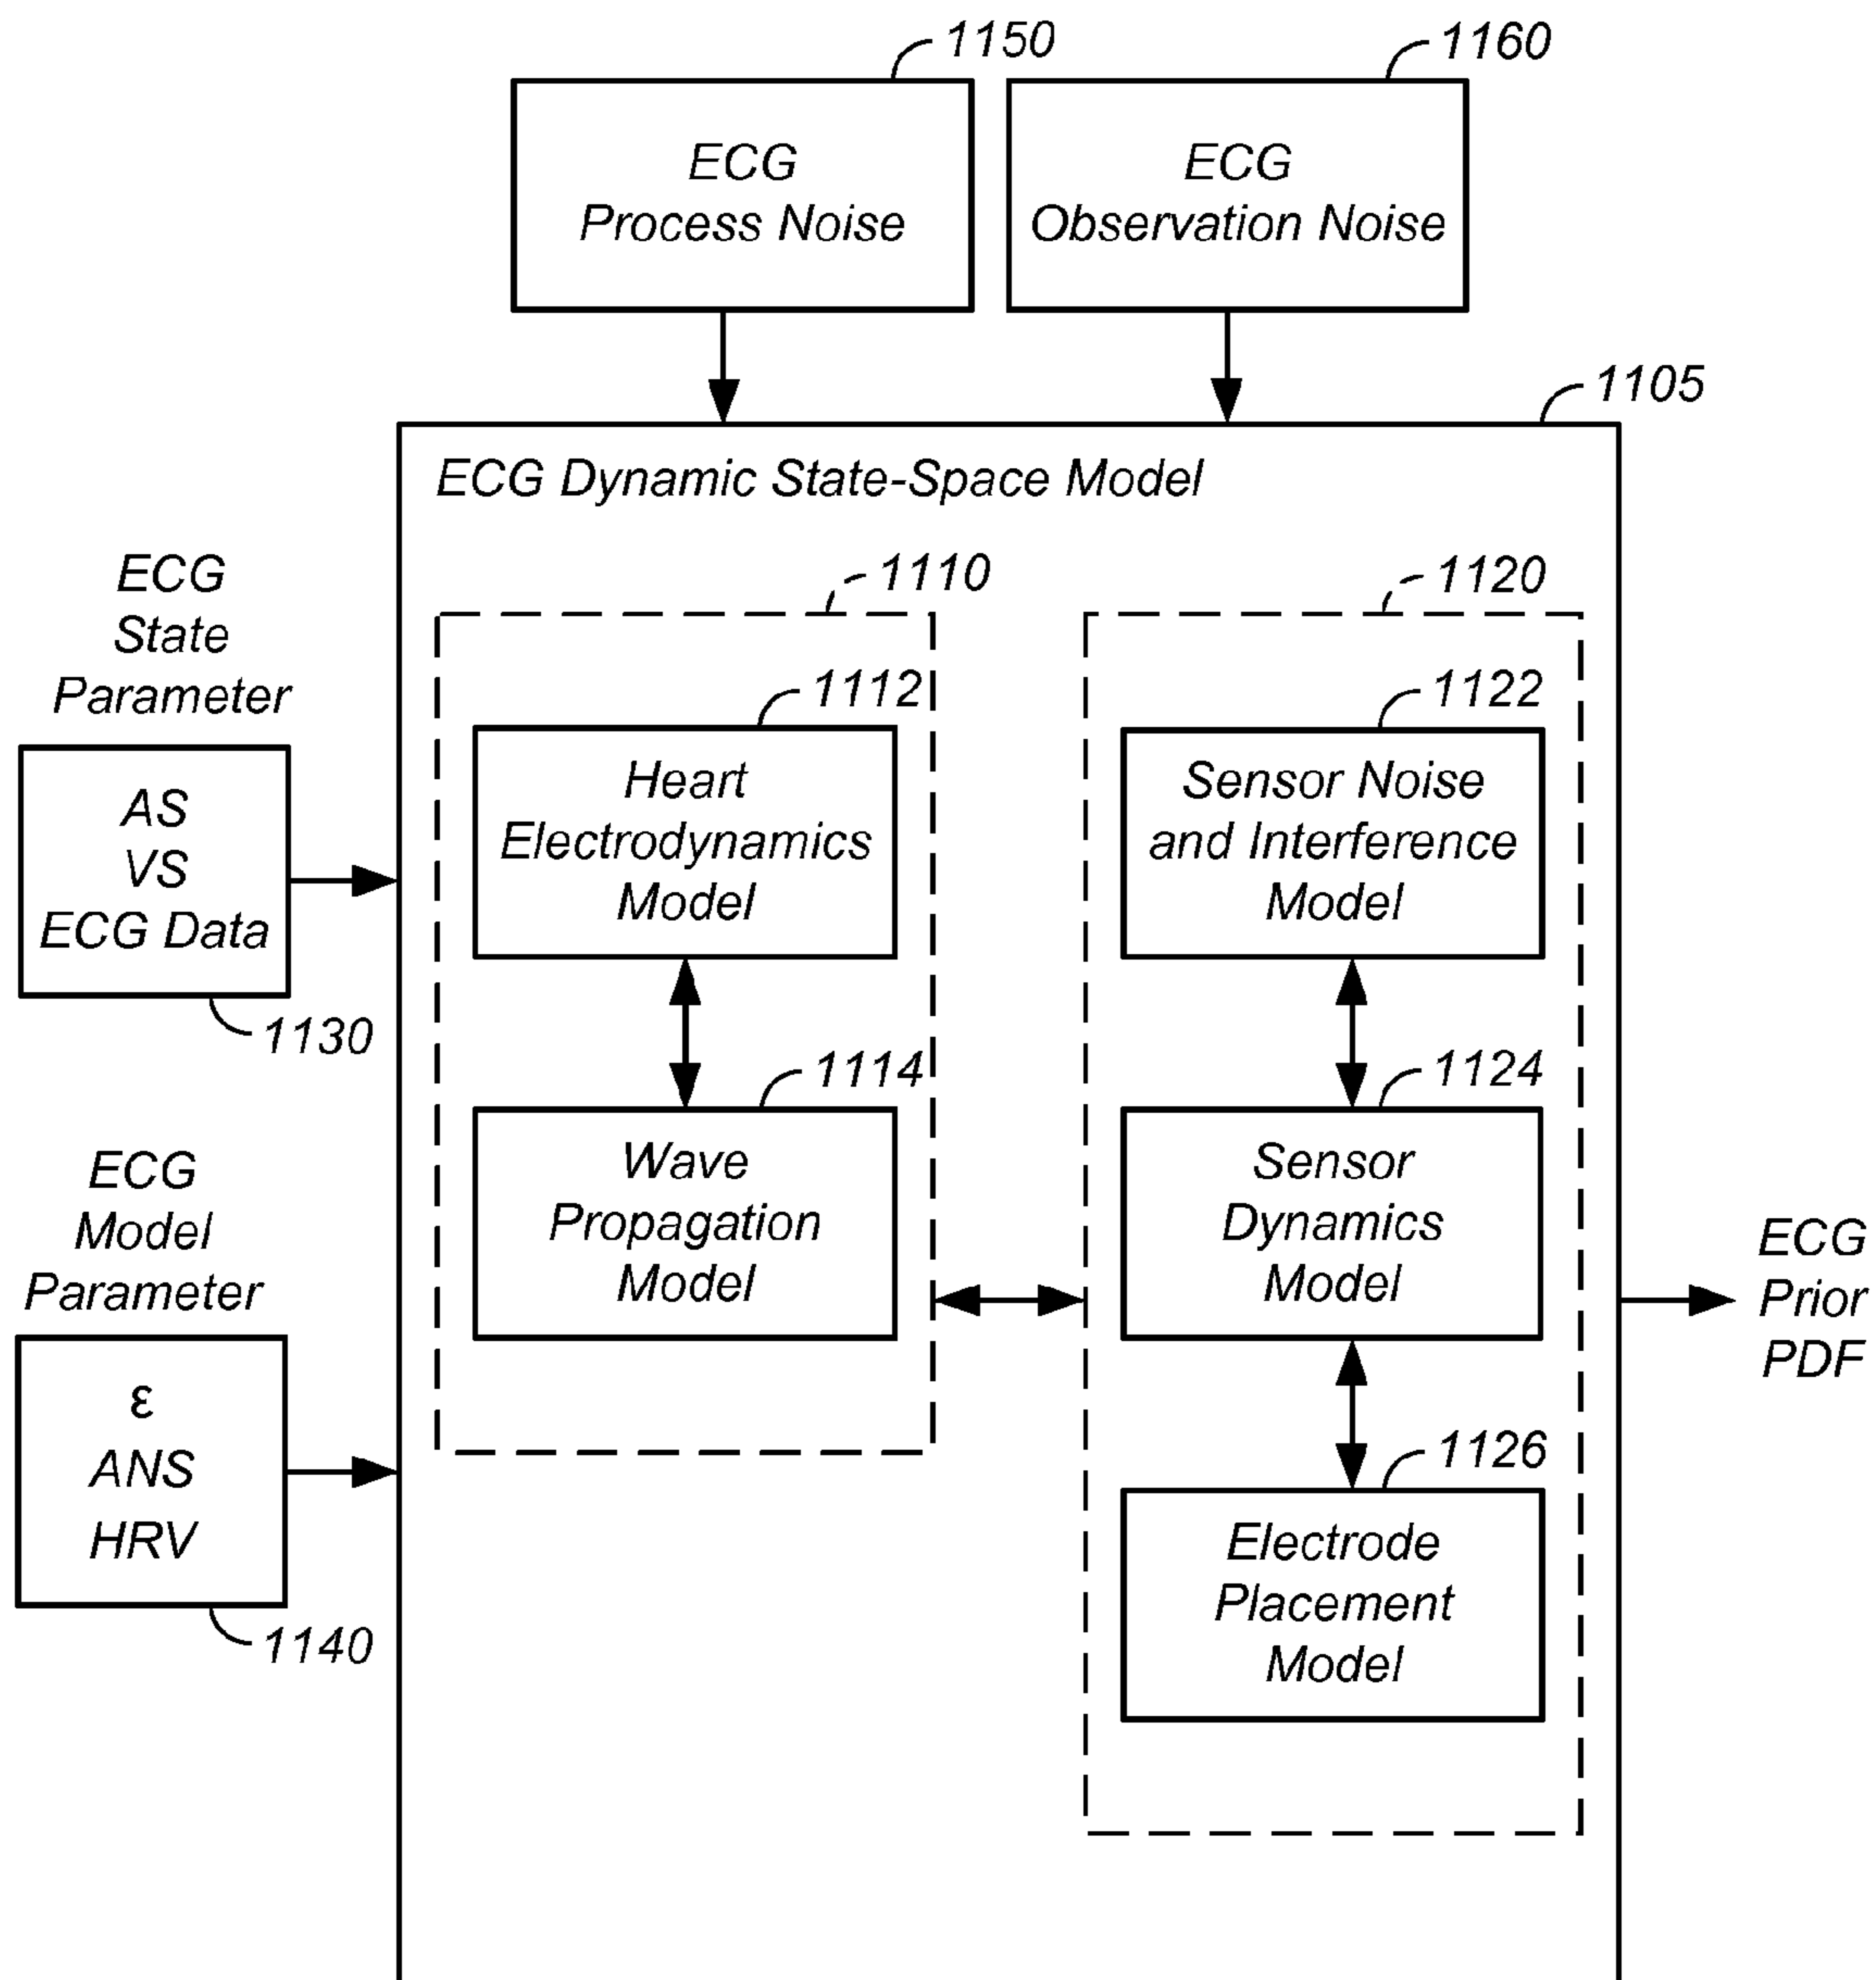 1150
1160
ECG
Process Noise
ECG
Observation Noise
1105
ECG Dynamic State-Space Model
ECG
State
Parameter
AS
VS
ECG Data
1130
ECG
Model
Parameter
ε
ANS
HRV
1140
1110
1112
Heart
Electrodynamics
Model
1114
Wave
Propagation
Model
1120
1122
Sensor Noise
and Interference
Model
1124
Sensor
Dynamics
Model
1126
Electrode
Placement
Model
ECG
Prior
PDF